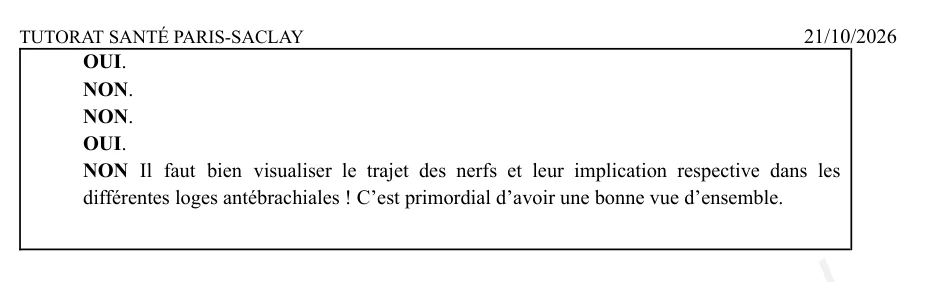 TUTORAT SANTÉ PARIS-SACLAY 21/10/2026
OUI.
NON.
NON.
OUI.
NON Il faut bien visualiser le trajet des nerfs et leur implication respective dans les
différentes loges antébrachiales ! C’est primordial d’avoir une bonne vue d’ensemble.